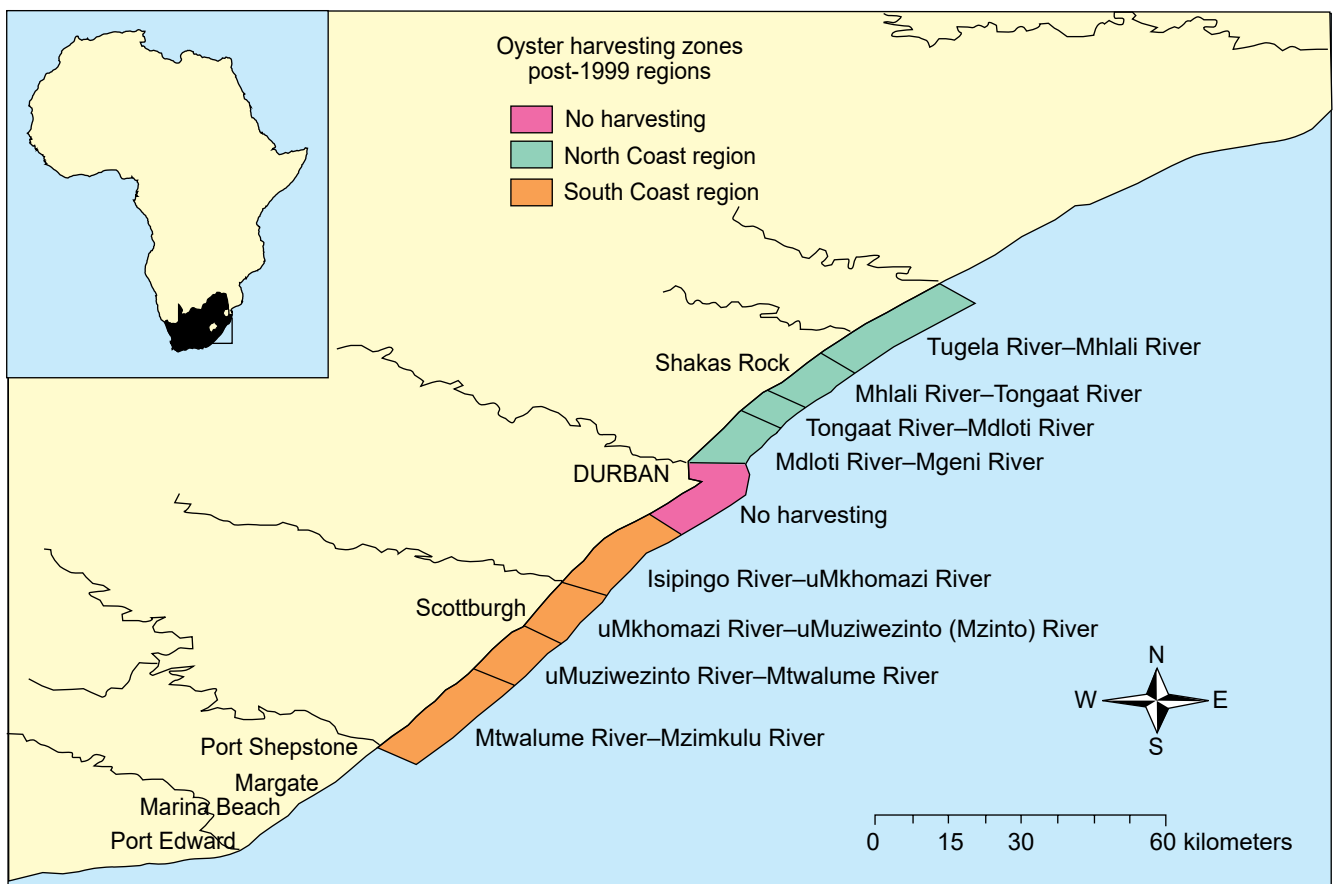 Oyster harvesting zones
post-1999 regions
No harvesting
North Coast region
South Coast region
Shakas Rock
Tugela River–Mhlali River
Mhlali River–Tongaat River
Tongaat River–Mdloti River
Mdloti River–Mgeni River
DURBAN
No harvesting
Isipingo River–uMkhomazi River
Scottburgh
uMkhomazi River–uMuziwezinto (Mzinto) River
uMuziwezinto River–Mtwalume River
Mtwalume River–Mzimkulu River
Port Shepstone
Margate
Marina Beach
Port Edward
N
W E
S
0 15 30 60 kilometers